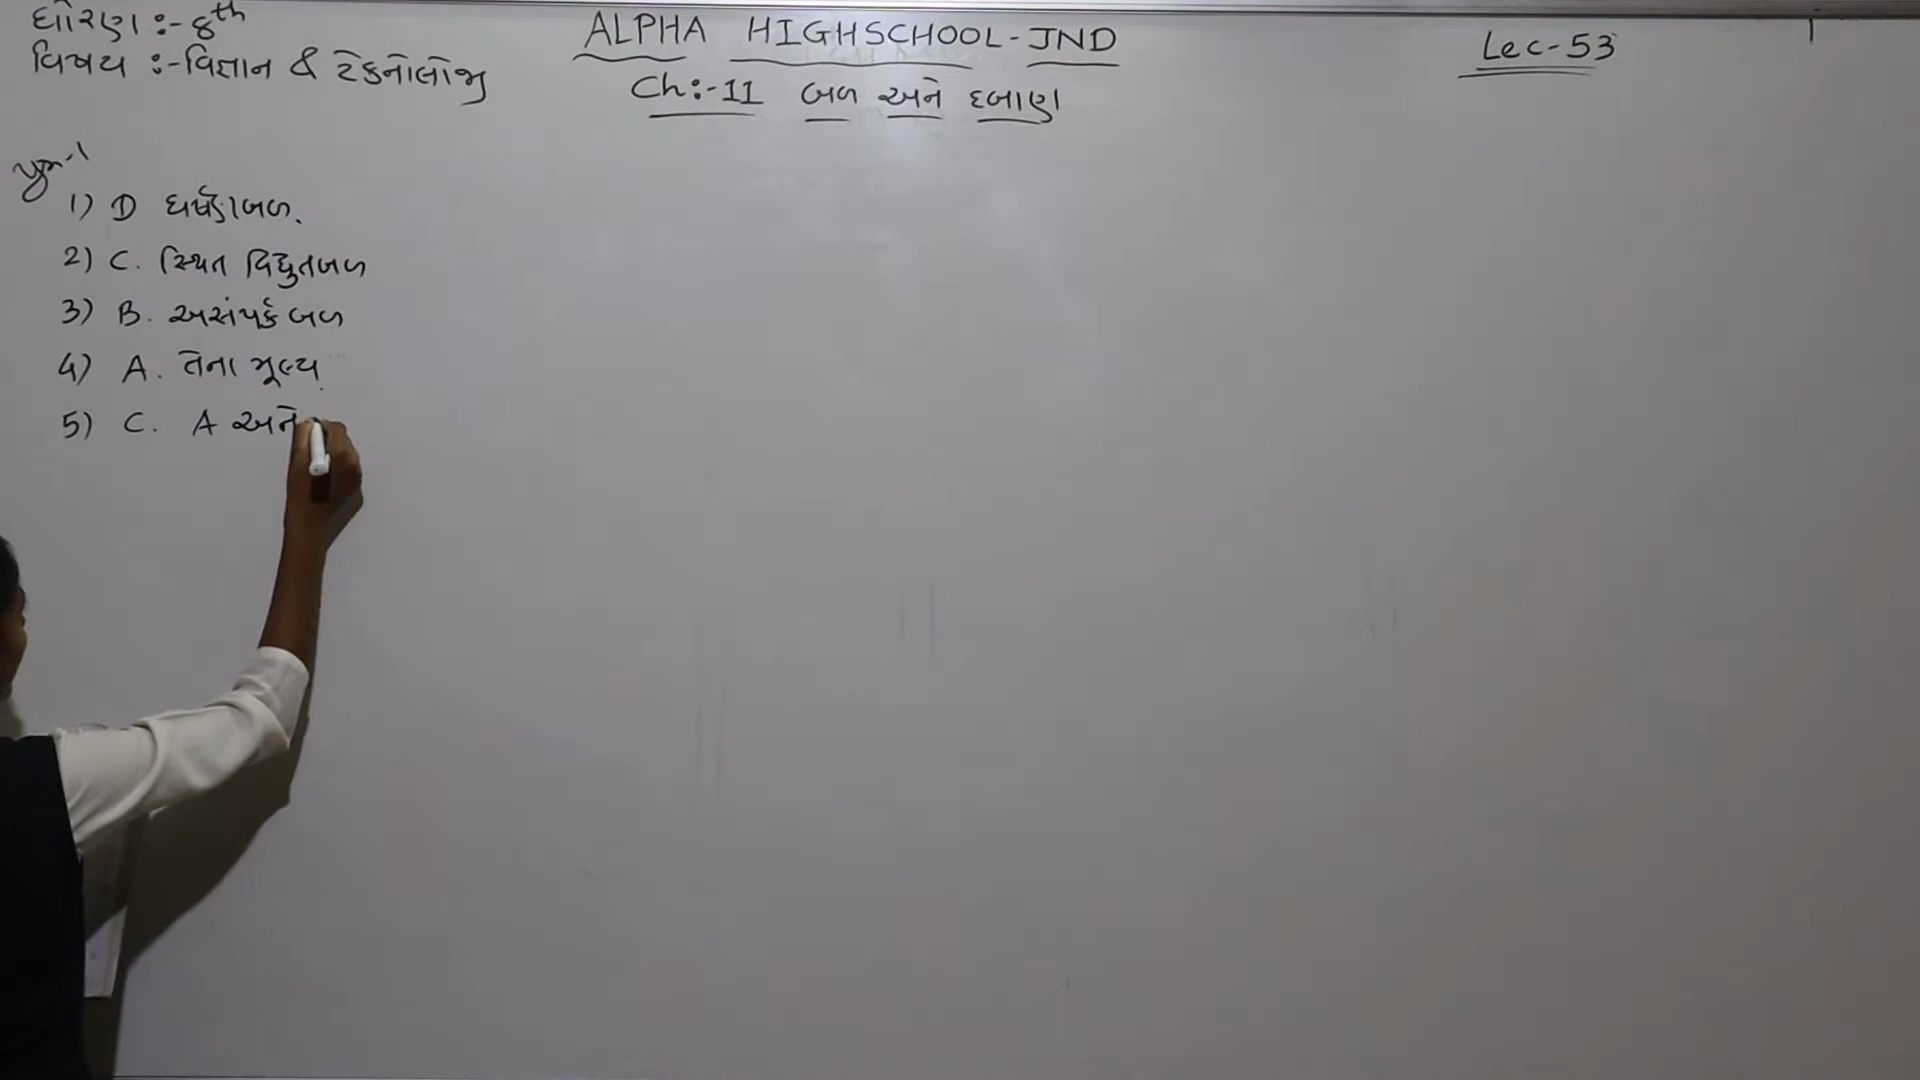 ધોરણ :- 8th
વિષય :- વિજ્ઞાન & ટેકનોલોજી
ALPHA HIGHSCHOOL-JND
Ch:-11 બળ અને દબાણ
Lec-53
1) D ઘર્ષણબળ.
2) C. સ્થિત વિદ્યુતબળ
3) B. અસંપર્ક બળ
4) A. તેના મૂલ્ય
5) C. A અને